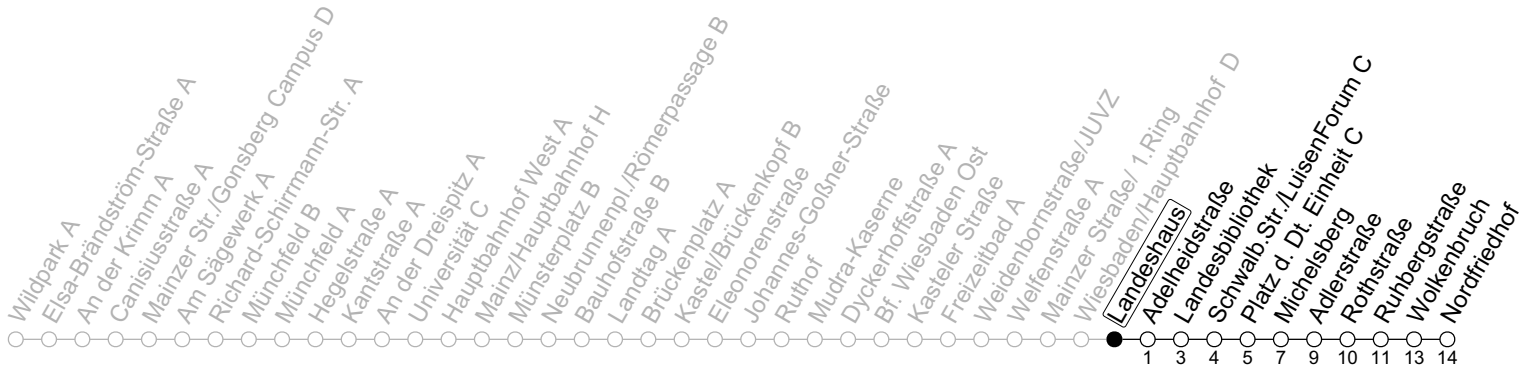 Wildpark A
Elsa-Brändström-Straße A
An der Krimm A
Canisiusstraße A
Mainzer Str./Gonsberg Campus D
Am Sägewerk A
Richard-Schirrmann-Str. A
Münchfeld B
Münchfeld A
Hegelstraße A
Kantstraße A
An der Dreispitz A
Universität C
Hauptbahnhof West A
Mainz/Hauptbahnhof H
Münsterplatz B
Neubrunnenpl./Römerpassage B
Bauhofstraße B
Landtag A
Brückenplatz A
Kastel/Brückenkopf B
Eleonorenstraße
Johannes-Goßner-Straße
Ruthof
Mudra-Kaserne
Dyckerhoffstraße A
Bf. Wiesbaden Ost
Kasteler Straße
Freizeitbad A
Weidenbornstraße/JUVZ
Welfenstraße A
Mainzer Straße/ 1.Ring
Wiesbaden/Hauptbahnhof D
Landeshaus
Adelheidstraße
Landesbibliothek
Schwalb.Str./LuisenForum C
Platz d. Dt. Einheit C
Michelsberg
Adlerstraße
Rothstraße
Ruhbergstraße
Wolkenbruch
Nordfriedhof
1 3 4 5 7 9 10 11 13 14